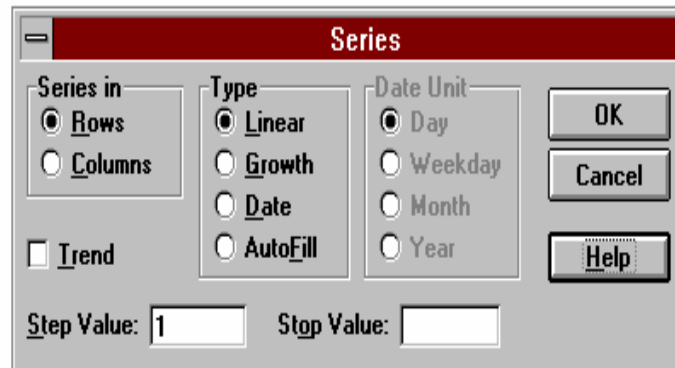 Series
Series in
Rows
Columns
Trend
Type
Linear
Growth
Date
AutoFill
Date Unit
Day
Weekday
Month
Year
OK
Cancel
Help
Step Value: 1
Stop Value: